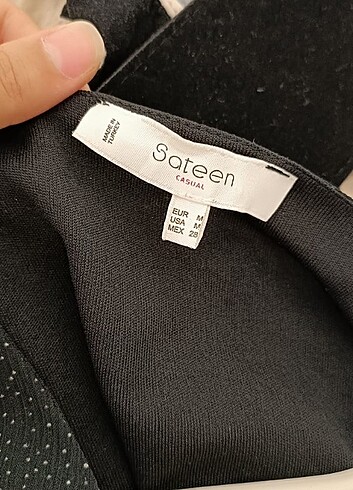 MADE IN
TURKEY
Sateen
CASUAL
EUR M
USA M
MEX 28